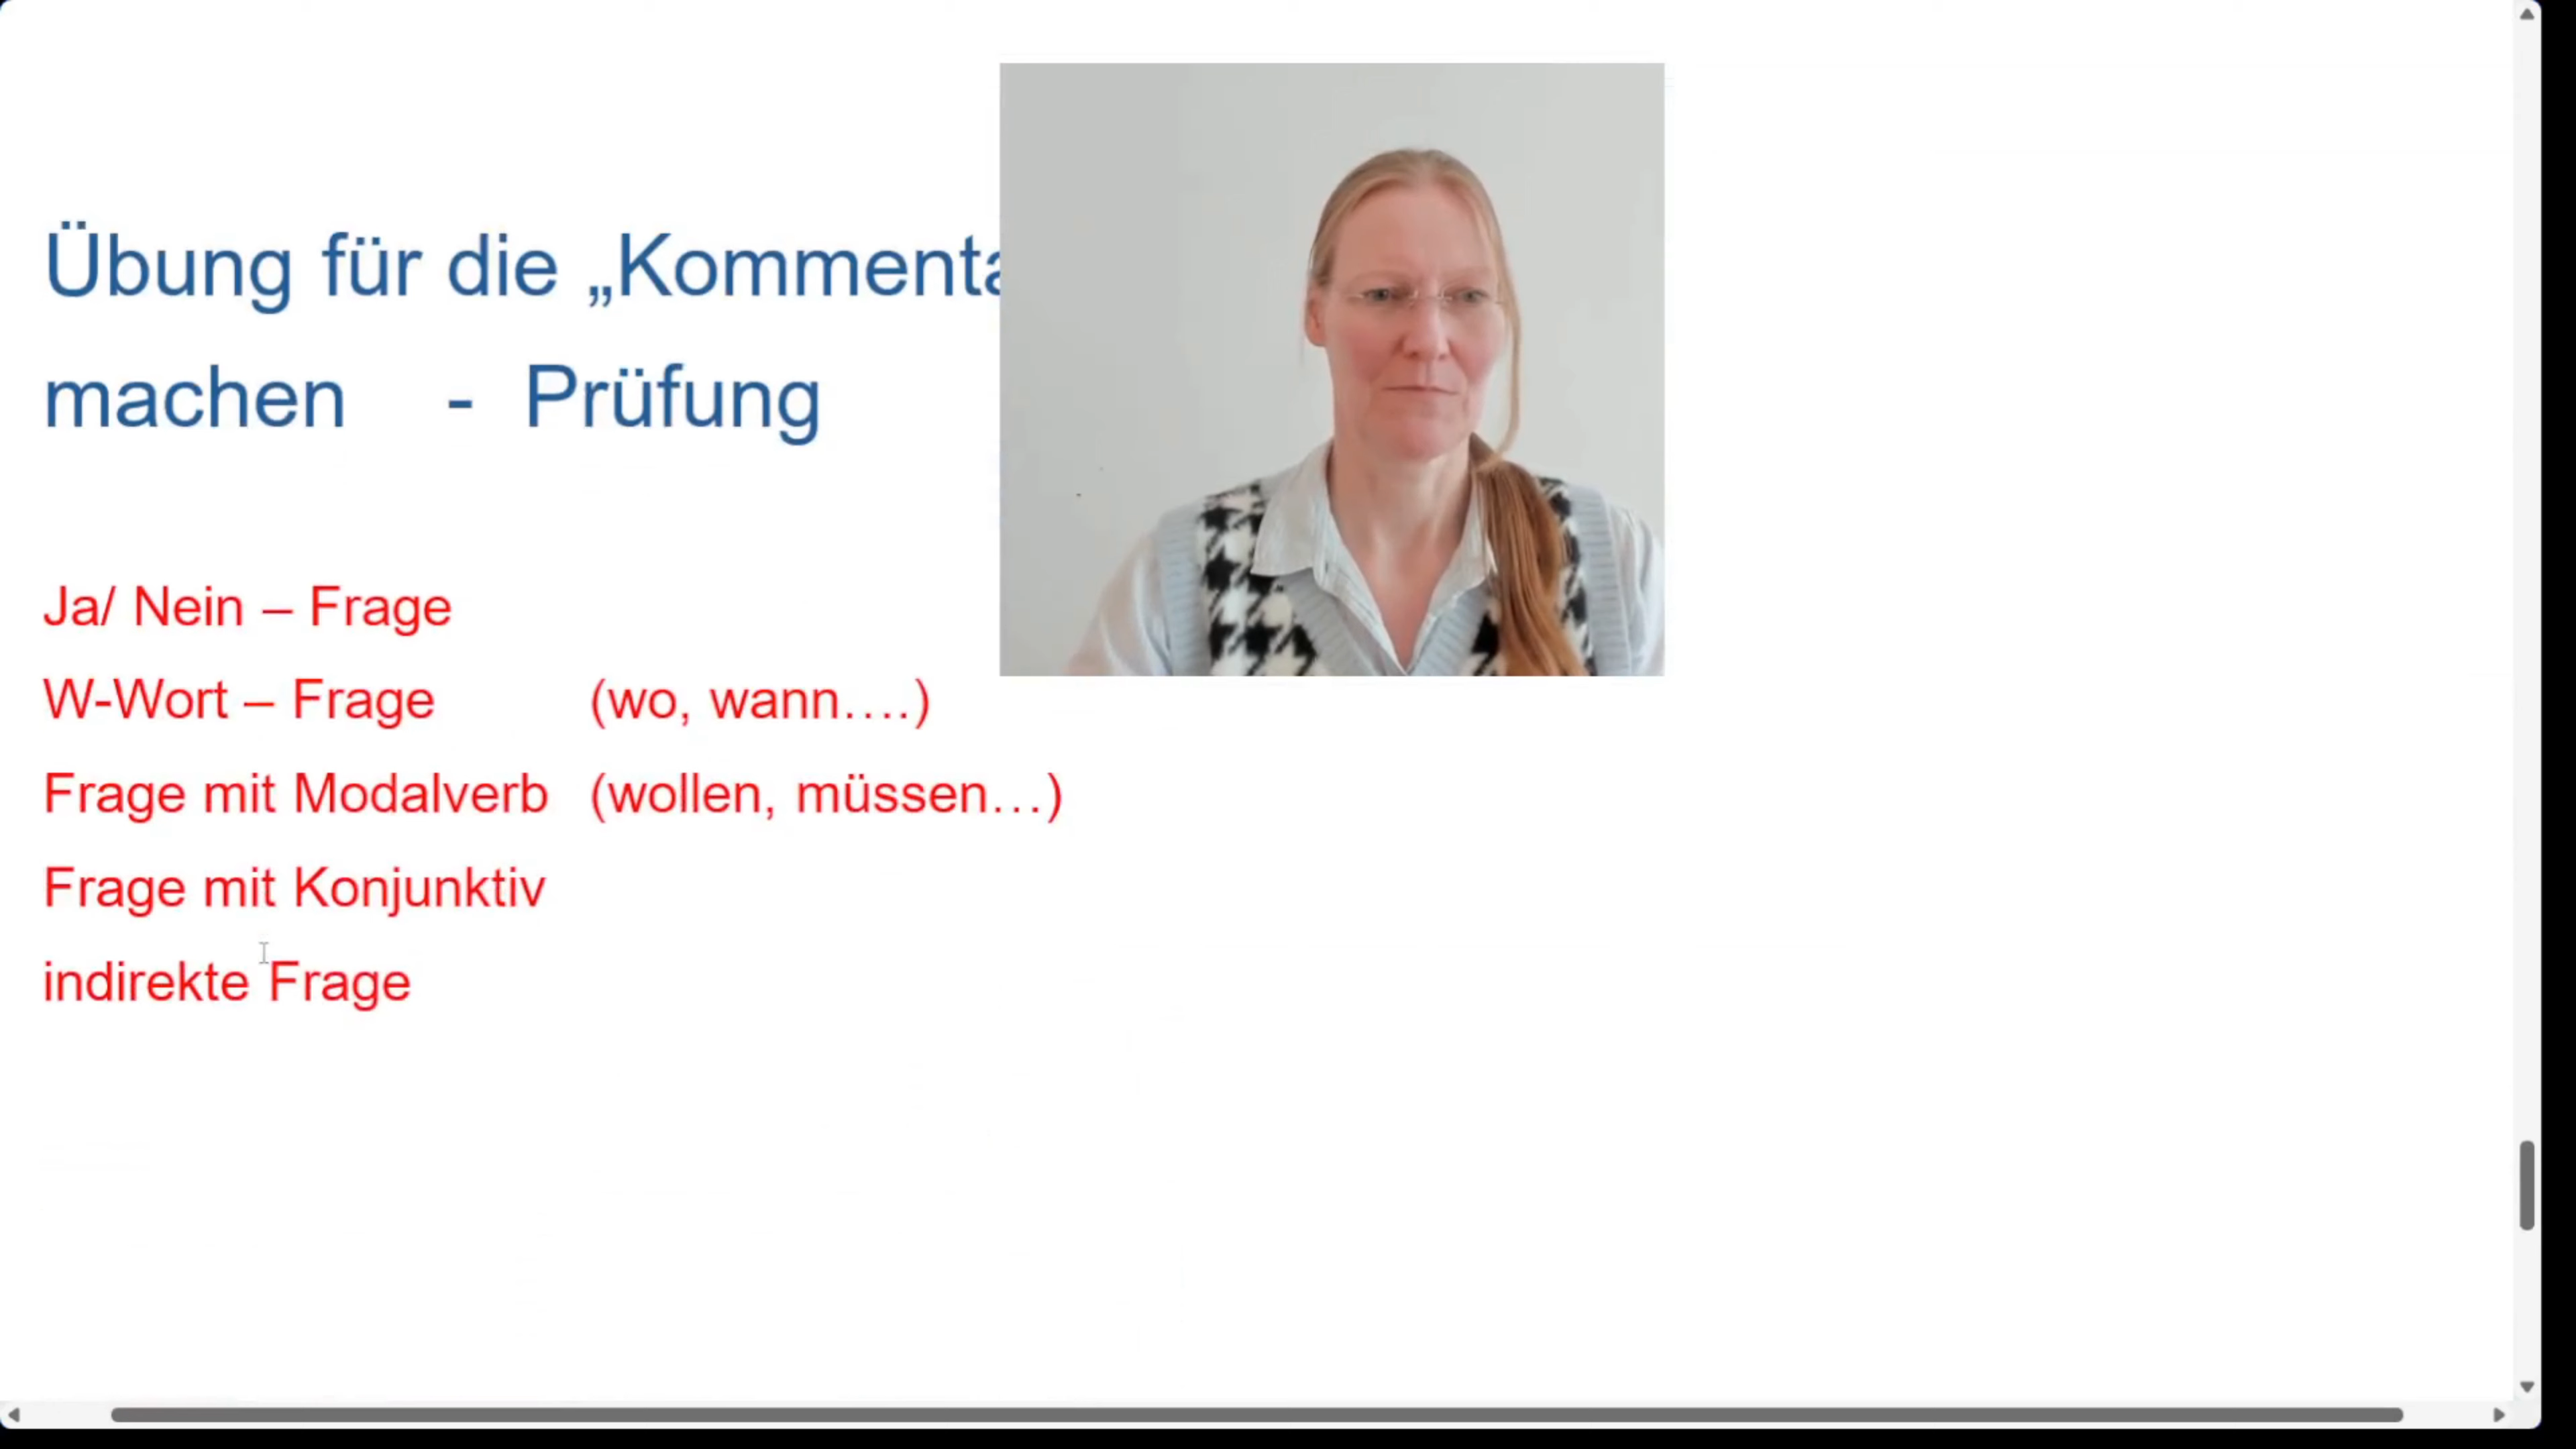 Übung für die „Kommenta
machen - Prüfung
Ja/ Nein – Frage
W-Wort – Frage (wo, wann….)
Frage mit Modalverb (wollen, müssen…)
Frage mit Konjunktiv
indirekte Frage